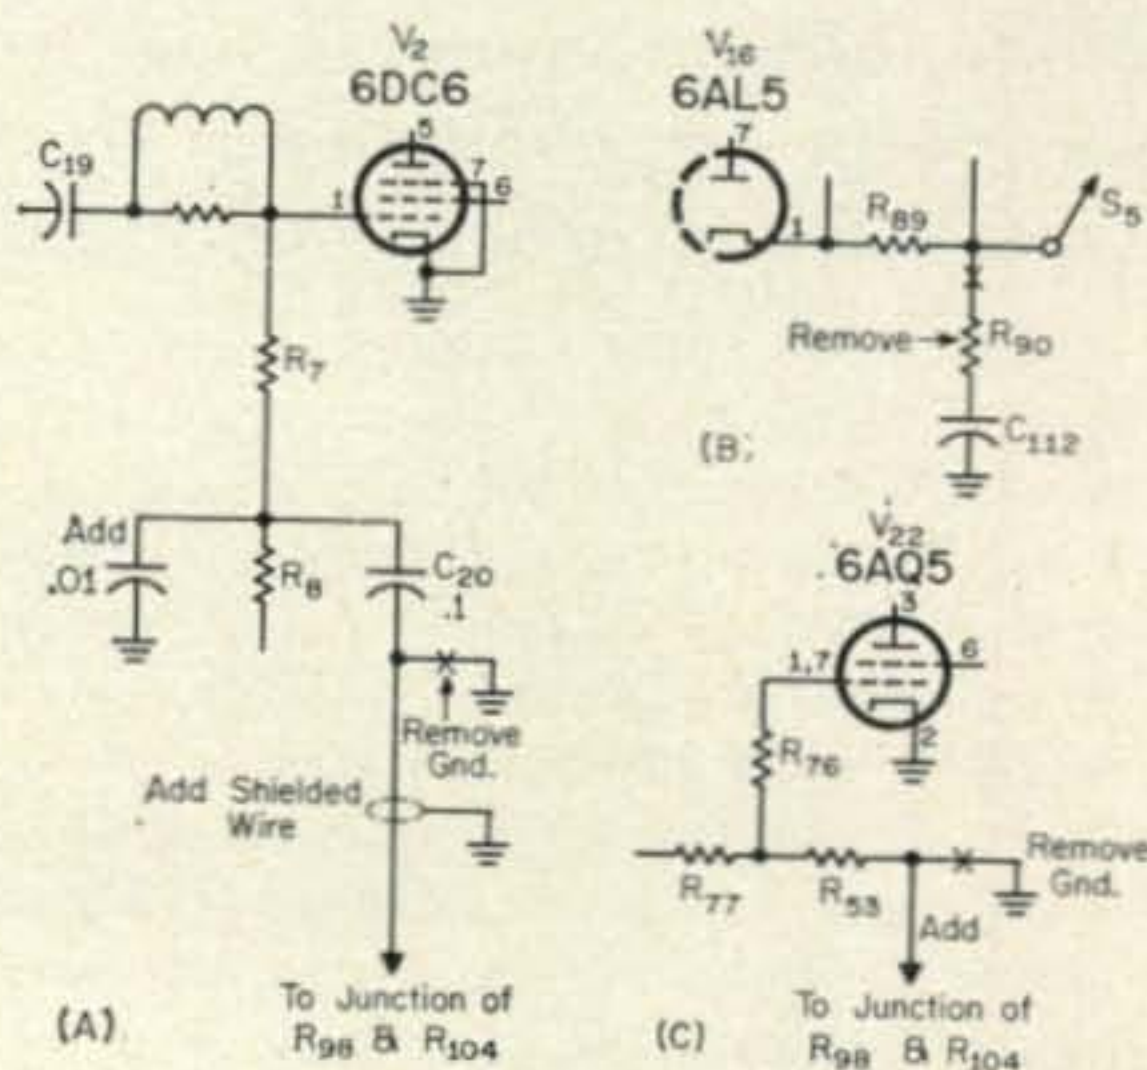 V2
6DC6
5
7
6
1
C19
R7
Add
.01
R8
C20
.1
Remove
Gnd.
Add Shielded
Wire
To Junction of
R98 & R104
(A)
V16
6AL5
7
1
R89
S5
Remove
R90
C112
(B)
V22
6AQ5
3
6
1,7
2
R76
R77
R53
Remove
Gnd.
Add
To Junction of
R98 & R104
(C)